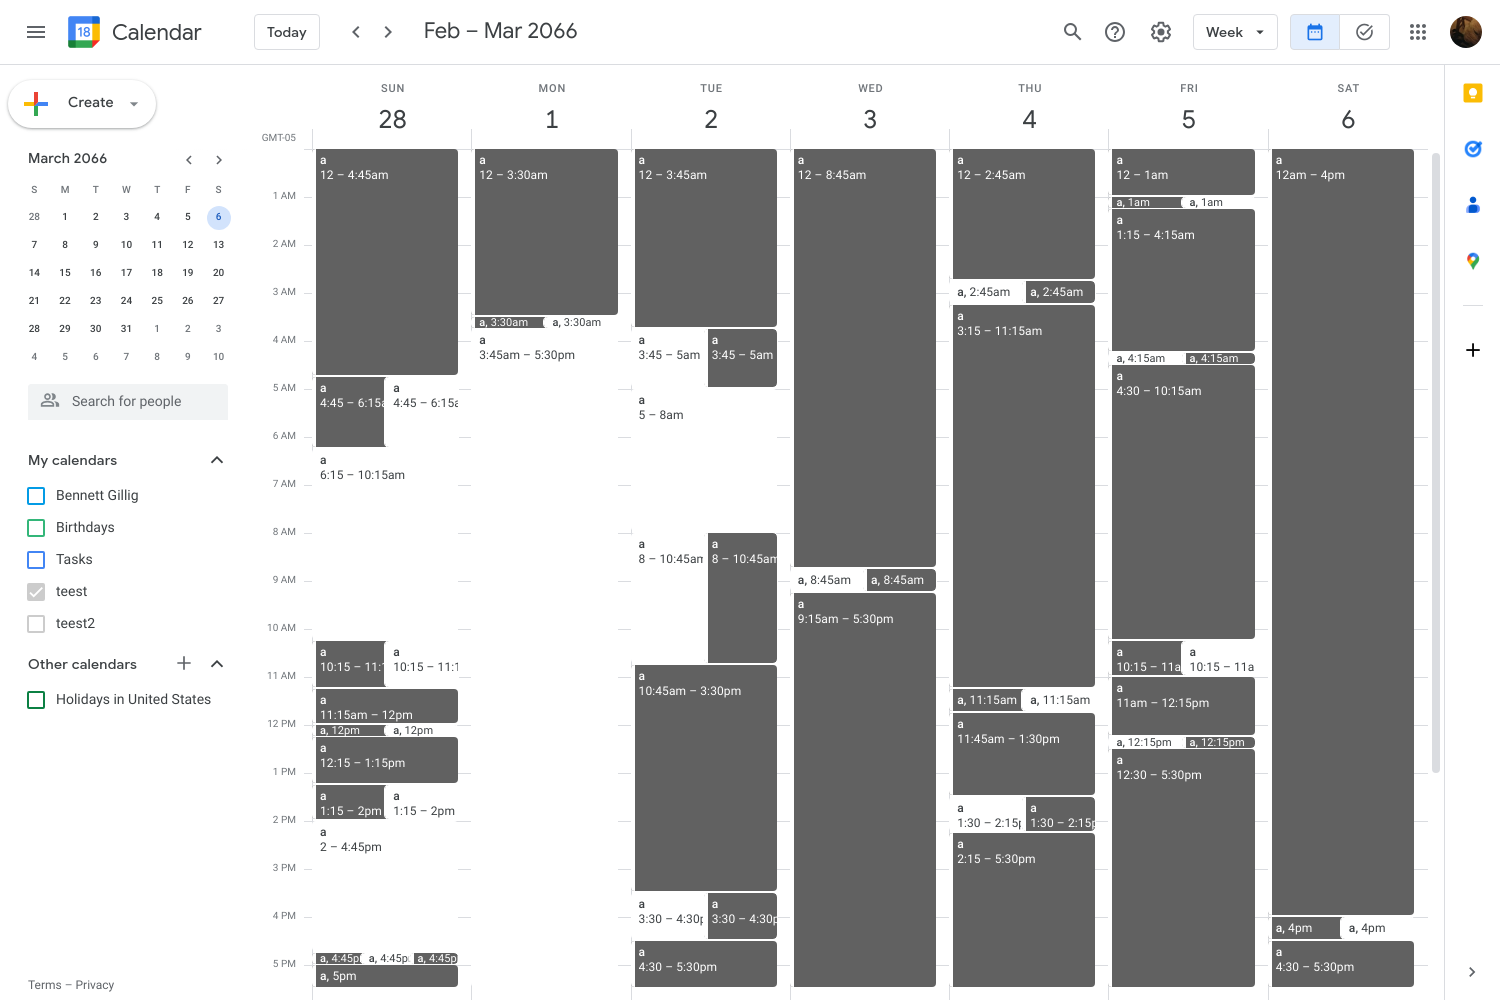 18 Calendar
Today
Feb – Mar 2066
Week
Create
March 2066
S M T W T F S
28 1 2 3 4 5 6
7 8 9 10 11 12 13
14 15 16 17 18 19 20
21 22 23 24 25 26 27
28 29 30 31 1 2 3
4 5 6 7 8 9 10
Search for people
My calendars
Bennett Gillig
Birthdays
Tasks
teest
teest2
Other calendars
Holidays in United States
Terms – Privacy
GMT-05
SUN MON TUE WED THU FRI SAT
28 1 2 3 4 5 6
1 AM
2 AM
3 AM
4 AM
5 AM
6 AM
7 AM
8 AM
9 AM
10 AM
11 AM
12 PM
1 PM
2 PM
3 PM
4 PM
5 PM
a
12 – 4:45am
a
4:45 – 6:15a
a
4:45 – 6:15a
a
6:15 – 10:15am
a
10:15 – 11:1
a
10:15 – 11:1
a
11:15am – 12pm
a, 12pm
a, 12pm
a
12:15 – 1:15pm
a
1:15 – 2pm
a
1:15 – 2pm
a
2 – 4:45pm
a, 4:45p
a, 4:45p
a, 4:45p
a, 5pm
a
12 – 3:30am
a, 3:30am
a, 3:30am
a
3:45am – 5:30pm
a
12 – 3:45am
a
3:45 – 5am
a
3:45 – 5am
a
5 – 8am
a
8 – 10:45am
a
8 – 10:45am
a
10:45am – 3:30pm
a
3:30 – 4:30p
a
3:30 – 4:30p
a
4:30 – 5:30pm
a
12 – 8:45am
a, 8:45am
a, 8:45am
a
9:15am – 5:30pm
a
12 – 2:45am
a, 2:45am
a, 2:45am
a
3:15 – 11:15am
a, 11:15am
a, 11:15am
a
11:45am – 1:30pm
a
1:30 – 2:15p
a
1:30 – 2:15p
a
2:15 – 5:30pm
a
12 – 1am
a, 1am
a, 1am
a
1:15 – 4:15am
a, 4:15am
a, 4:15am
a
4:30 – 10:15am
a
10:15 – 11a
a
10:15 – 11a
a
11am – 12:15pm
a, 12:15pm
a, 12:15pm
a
12:30 – 5:30pm
a
12am – 4pm
a, 4pm
a, 4pm
a
4:30 – 5:30pm